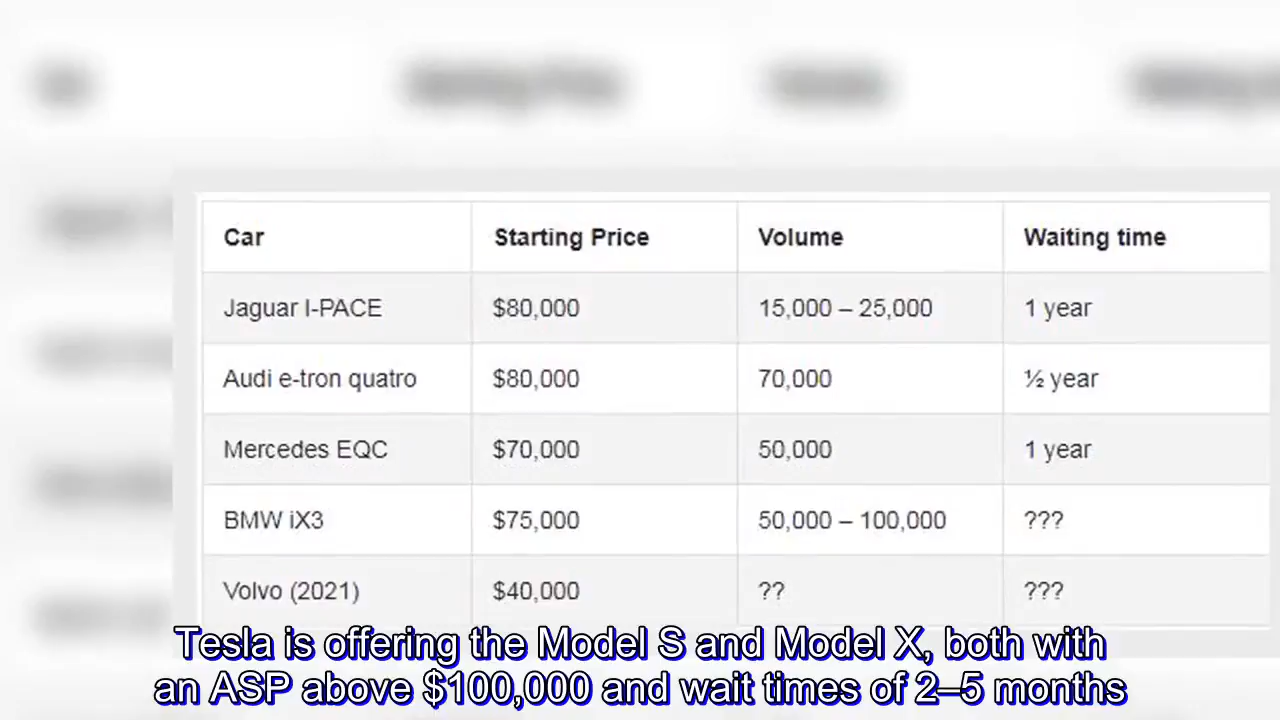 Car Starting Price Volume Waiting time
Jaguar I-PACE $80,000 15,000 – 25,000 1 year
Audi e-tron quatro $80,000 70,000 ½ year
Mercedes EQC $70,000 50,000 1 year
BMW iX3 $75,000 50,000 – 100,000 ???
Volvo (2021) $40,000 ?? ???
Tesla is offering the Model S and Model X, both with
an ASP above $100,000 and wait times of 2–5 months